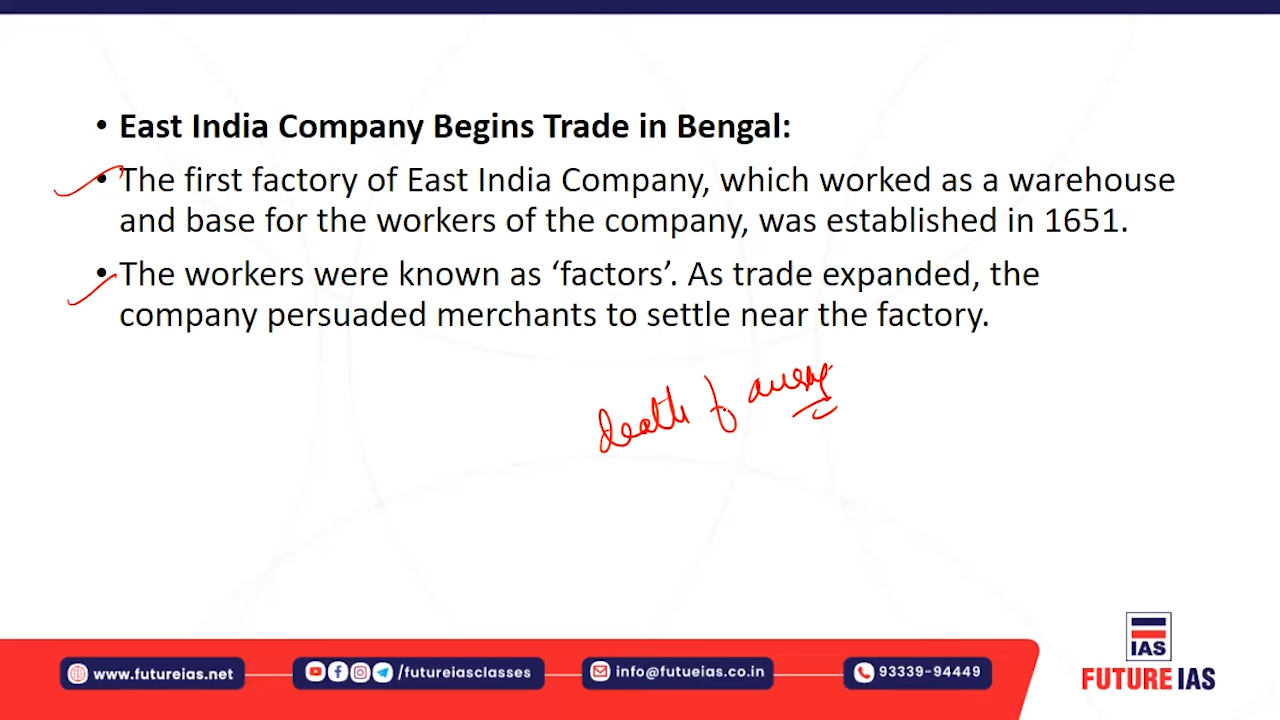 • East India Company Begins Trade in Bengal:
• The first factory of East India Company, which worked as a warehouse
and base for the workers of the company, was established in 1651.
• The workers were known as ‘factors’. As trade expanded, the
company persuaded merchants to settle near the factory.
death of
www.futureias.net /futureiasclasses info@futueias.co.in 93339-94449
IAS
FUTURE IAS